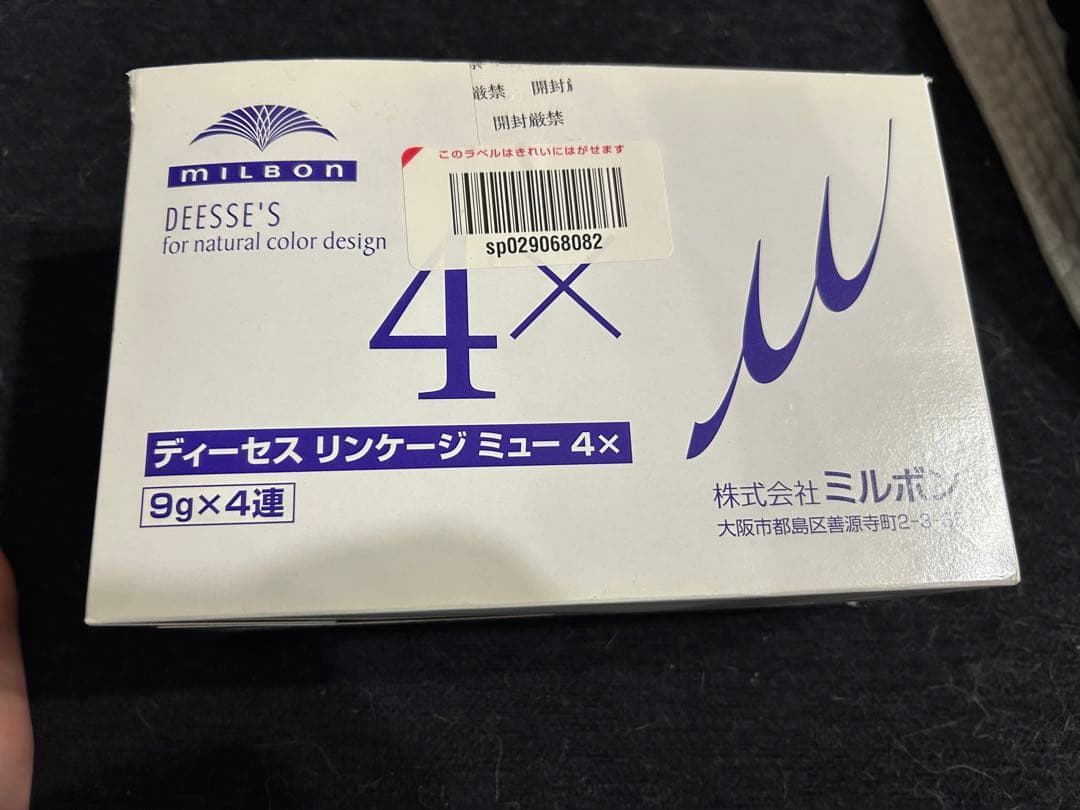 厳禁 開封
開封厳禁
このラベルはきれいにはがせます
sp029068082
MILBON
DEESSE'S
for natural color design
4×
μ
ディーセス リンケージ ミュー 4×
9g×4連
株式会社ミルボン
大阪市都島区善源寺町2-3-